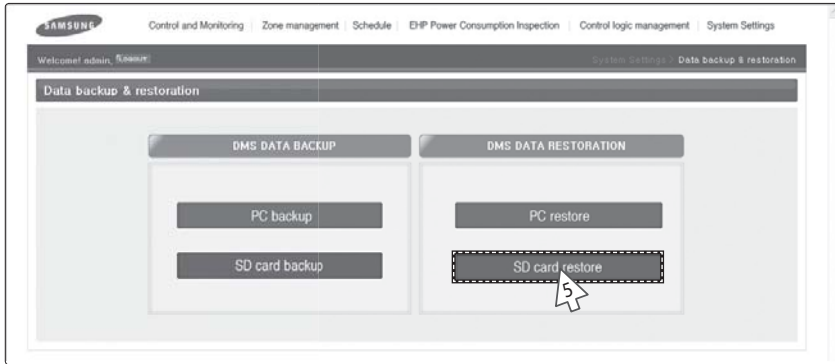 SAMSUNG Control and Monitoring Zone management Schedule EHP Power Consumption Inspection Control logic management System Settings
Welcome! admin, Logout System Settings > Data backup & restoration
Data backup & restoration
DMS DATA BACKUP DMS DATA RESTORATION
PC backup PC restore
SD card backup SD card restore
5